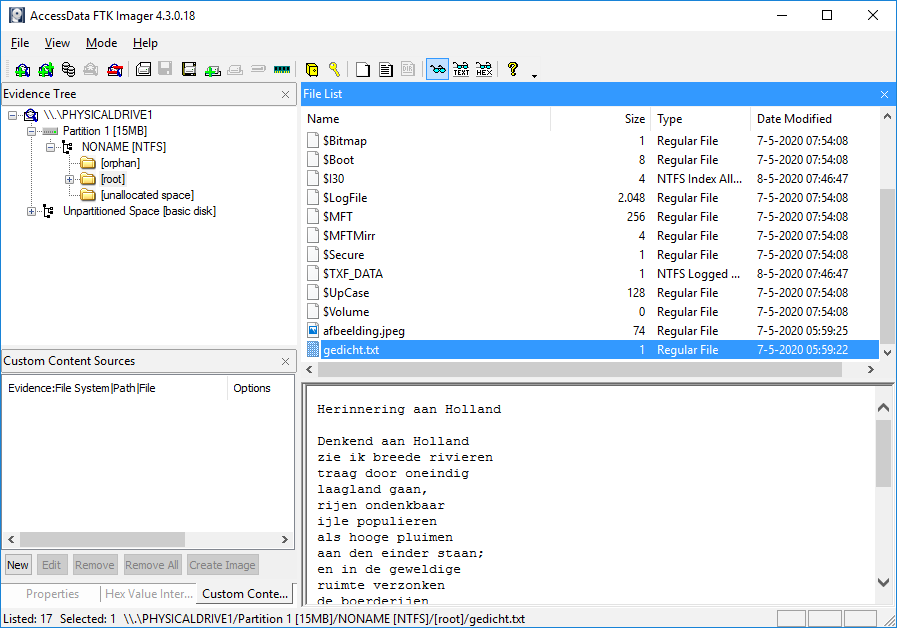 AccessData FTK Imager 4.3.0.18
File View Mode Help
TEXT HEX
Evidence Tree
\\.\PHYSICALDRIVE1
Partition 1 [15MB]
NONAME [NTFS]
[orphan]
[root]
[unallocated space]
Unpartitioned Space [basic disk]
Custom Content Sources
Evidence:File System|Path|File Options
New Edit Remove Remove All Create Image
Properties Hex Value Inter... Custom Conte...
File List
Name Size Type Date Modified
$Bitmap 1 Regular File 7-5-2020 07:54:08
$Boot 8 Regular File 7-5-2020 07:54:08
$I30 4 NTFS Index All... 8-5-2020 07:46:47
$LogFile 2.048 Regular File 7-5-2020 07:54:08
$MFT 256 Regular File 7-5-2020 07:54:08
$MFTMirr 4 Regular File 7-5-2020 07:54:08
$Secure 1 Regular File 7-5-2020 07:54:08
$TXF_DATA 1 NTFS Logged ... 8-5-2020 07:46:47
$UpCase 128 Regular File 7-5-2020 07:54:08
$Volume 0 Regular File 7-5-2020 07:54:08
afbeelding.jpeg 74 Regular File 7-5-2020 05:59:25
gedicht.txt 1 Regular File 7-5-2020 05:59:22
Herinnering aan Holland
Denkend aan Holland
zie ik breede rivieren
traag door oneindig
laagland gaan,
rijen ondenkbaar
ijle populieren
als hooge pluimen
aan den einder staan;
en in de geweldige
ruimte verzonken
de boerderijen
Listed: 17 Selected: 1 \\.\PHYSICALDRIVE1/Partition 1 [15MB]/NONAME [NTFS]/[root]/gedicht.txt